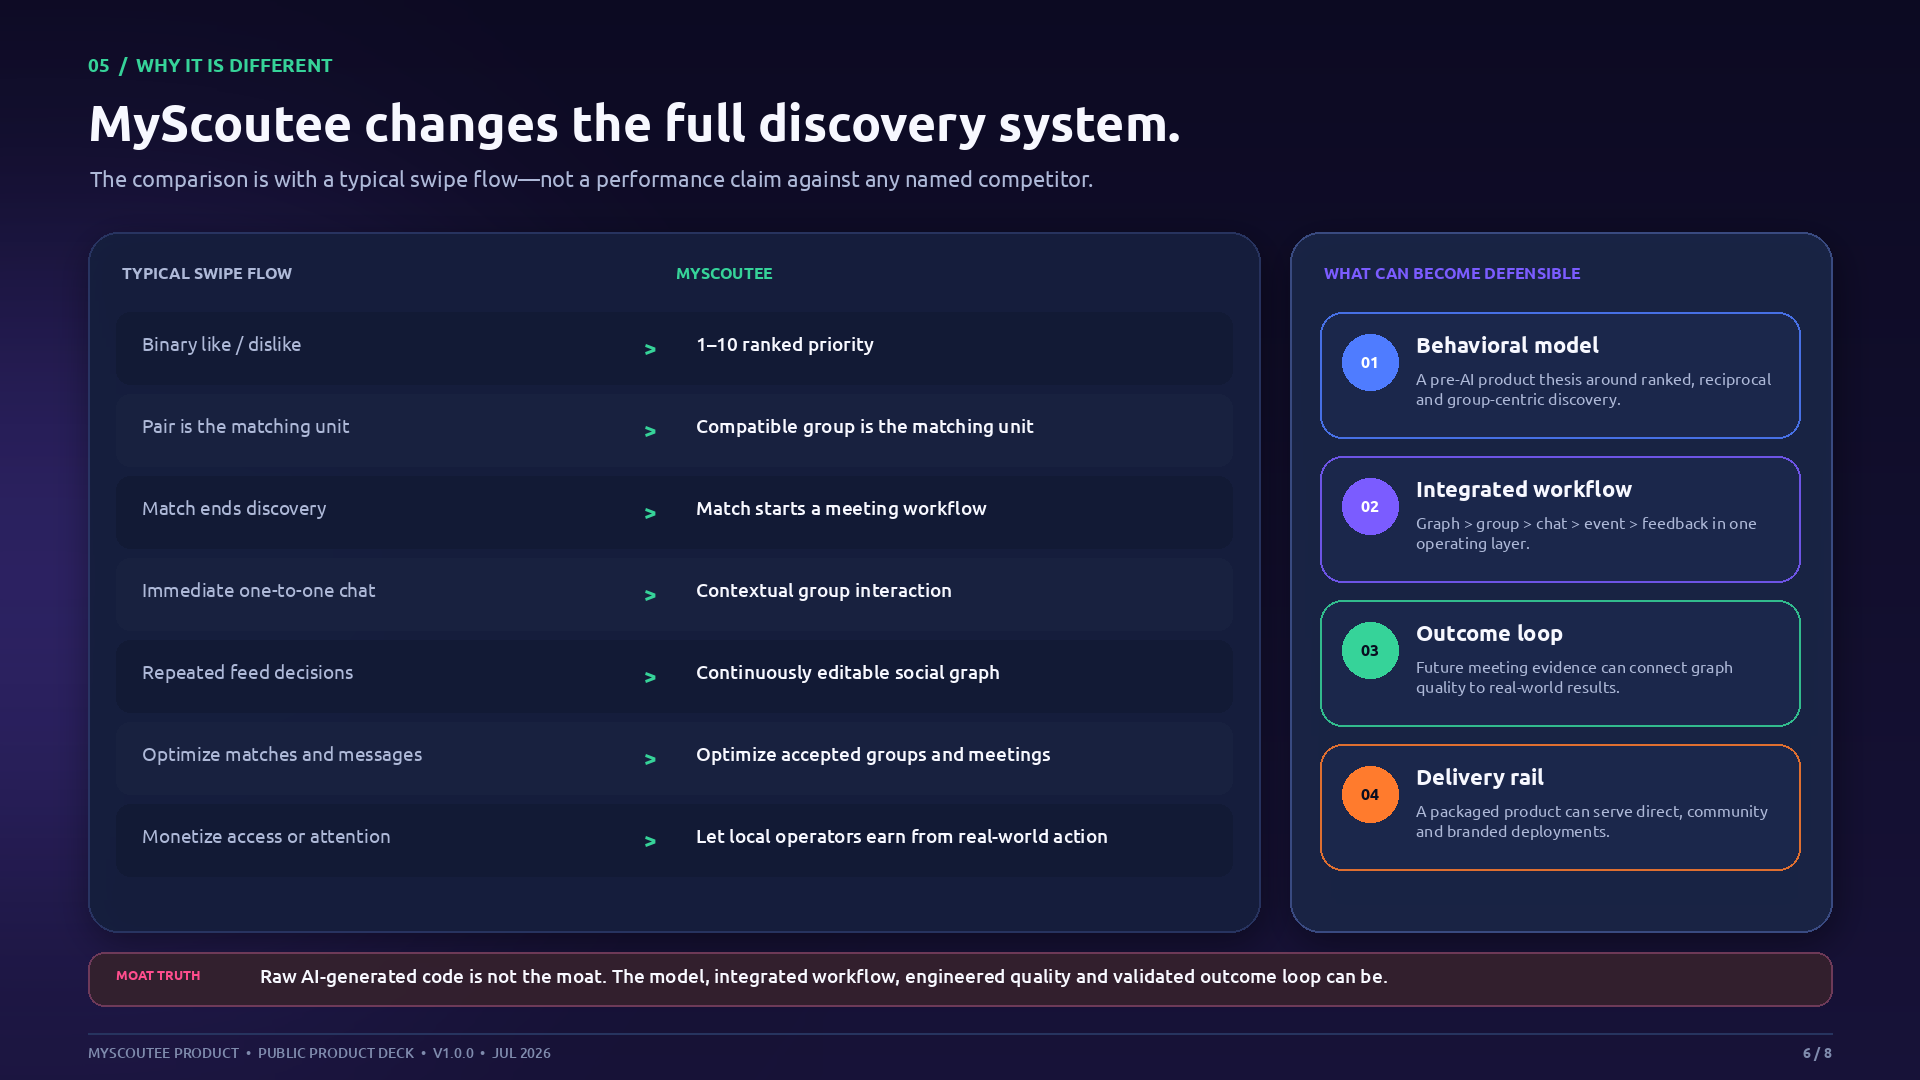 05 / WHY IT IS DIFFERENT
MyScoutee changes the full discovery system.
The comparison is with a typical swipe flow—not a performance claim against any named competitor.
TYPICAL SWIPE FLOW
MYSCOUTEE
Binary like / dislike > 1–10 ranked priority
Pair is the matching unit > Compatible group is the matching unit
Match ends discovery > Match starts a meeting workflow
Immediate one-to-one chat > Contextual group interaction
Repeated feed decisions > Continuously editable social graph
Optimize matches and messages > Optimize accepted groups and meetings
Monetize access or attention > Let local operators earn from real-world action
WHAT CAN BECOME DEFENSIBLE
01
Behavioral model
A pre-AI product thesis around ranked, reciprocal
and group-centric discovery.
02
Integrated workflow
Graph > group > chat > event > feedback in one
operating layer.
03
Outcome loop
Future meeting evidence can connect graph
quality to real-world results.
04
Delivery rail
A packaged product can serve direct, community
and branded deployments.
MOAT TRUTH
Raw AI-generated code is not the moat. The model, integrated workflow, engineered quality and validated outcome loop can be.
MYSCOUTEE PRODUCT • PUBLIC PRODUCT DECK • V1.0.0 • JUL 2026
6 / 8